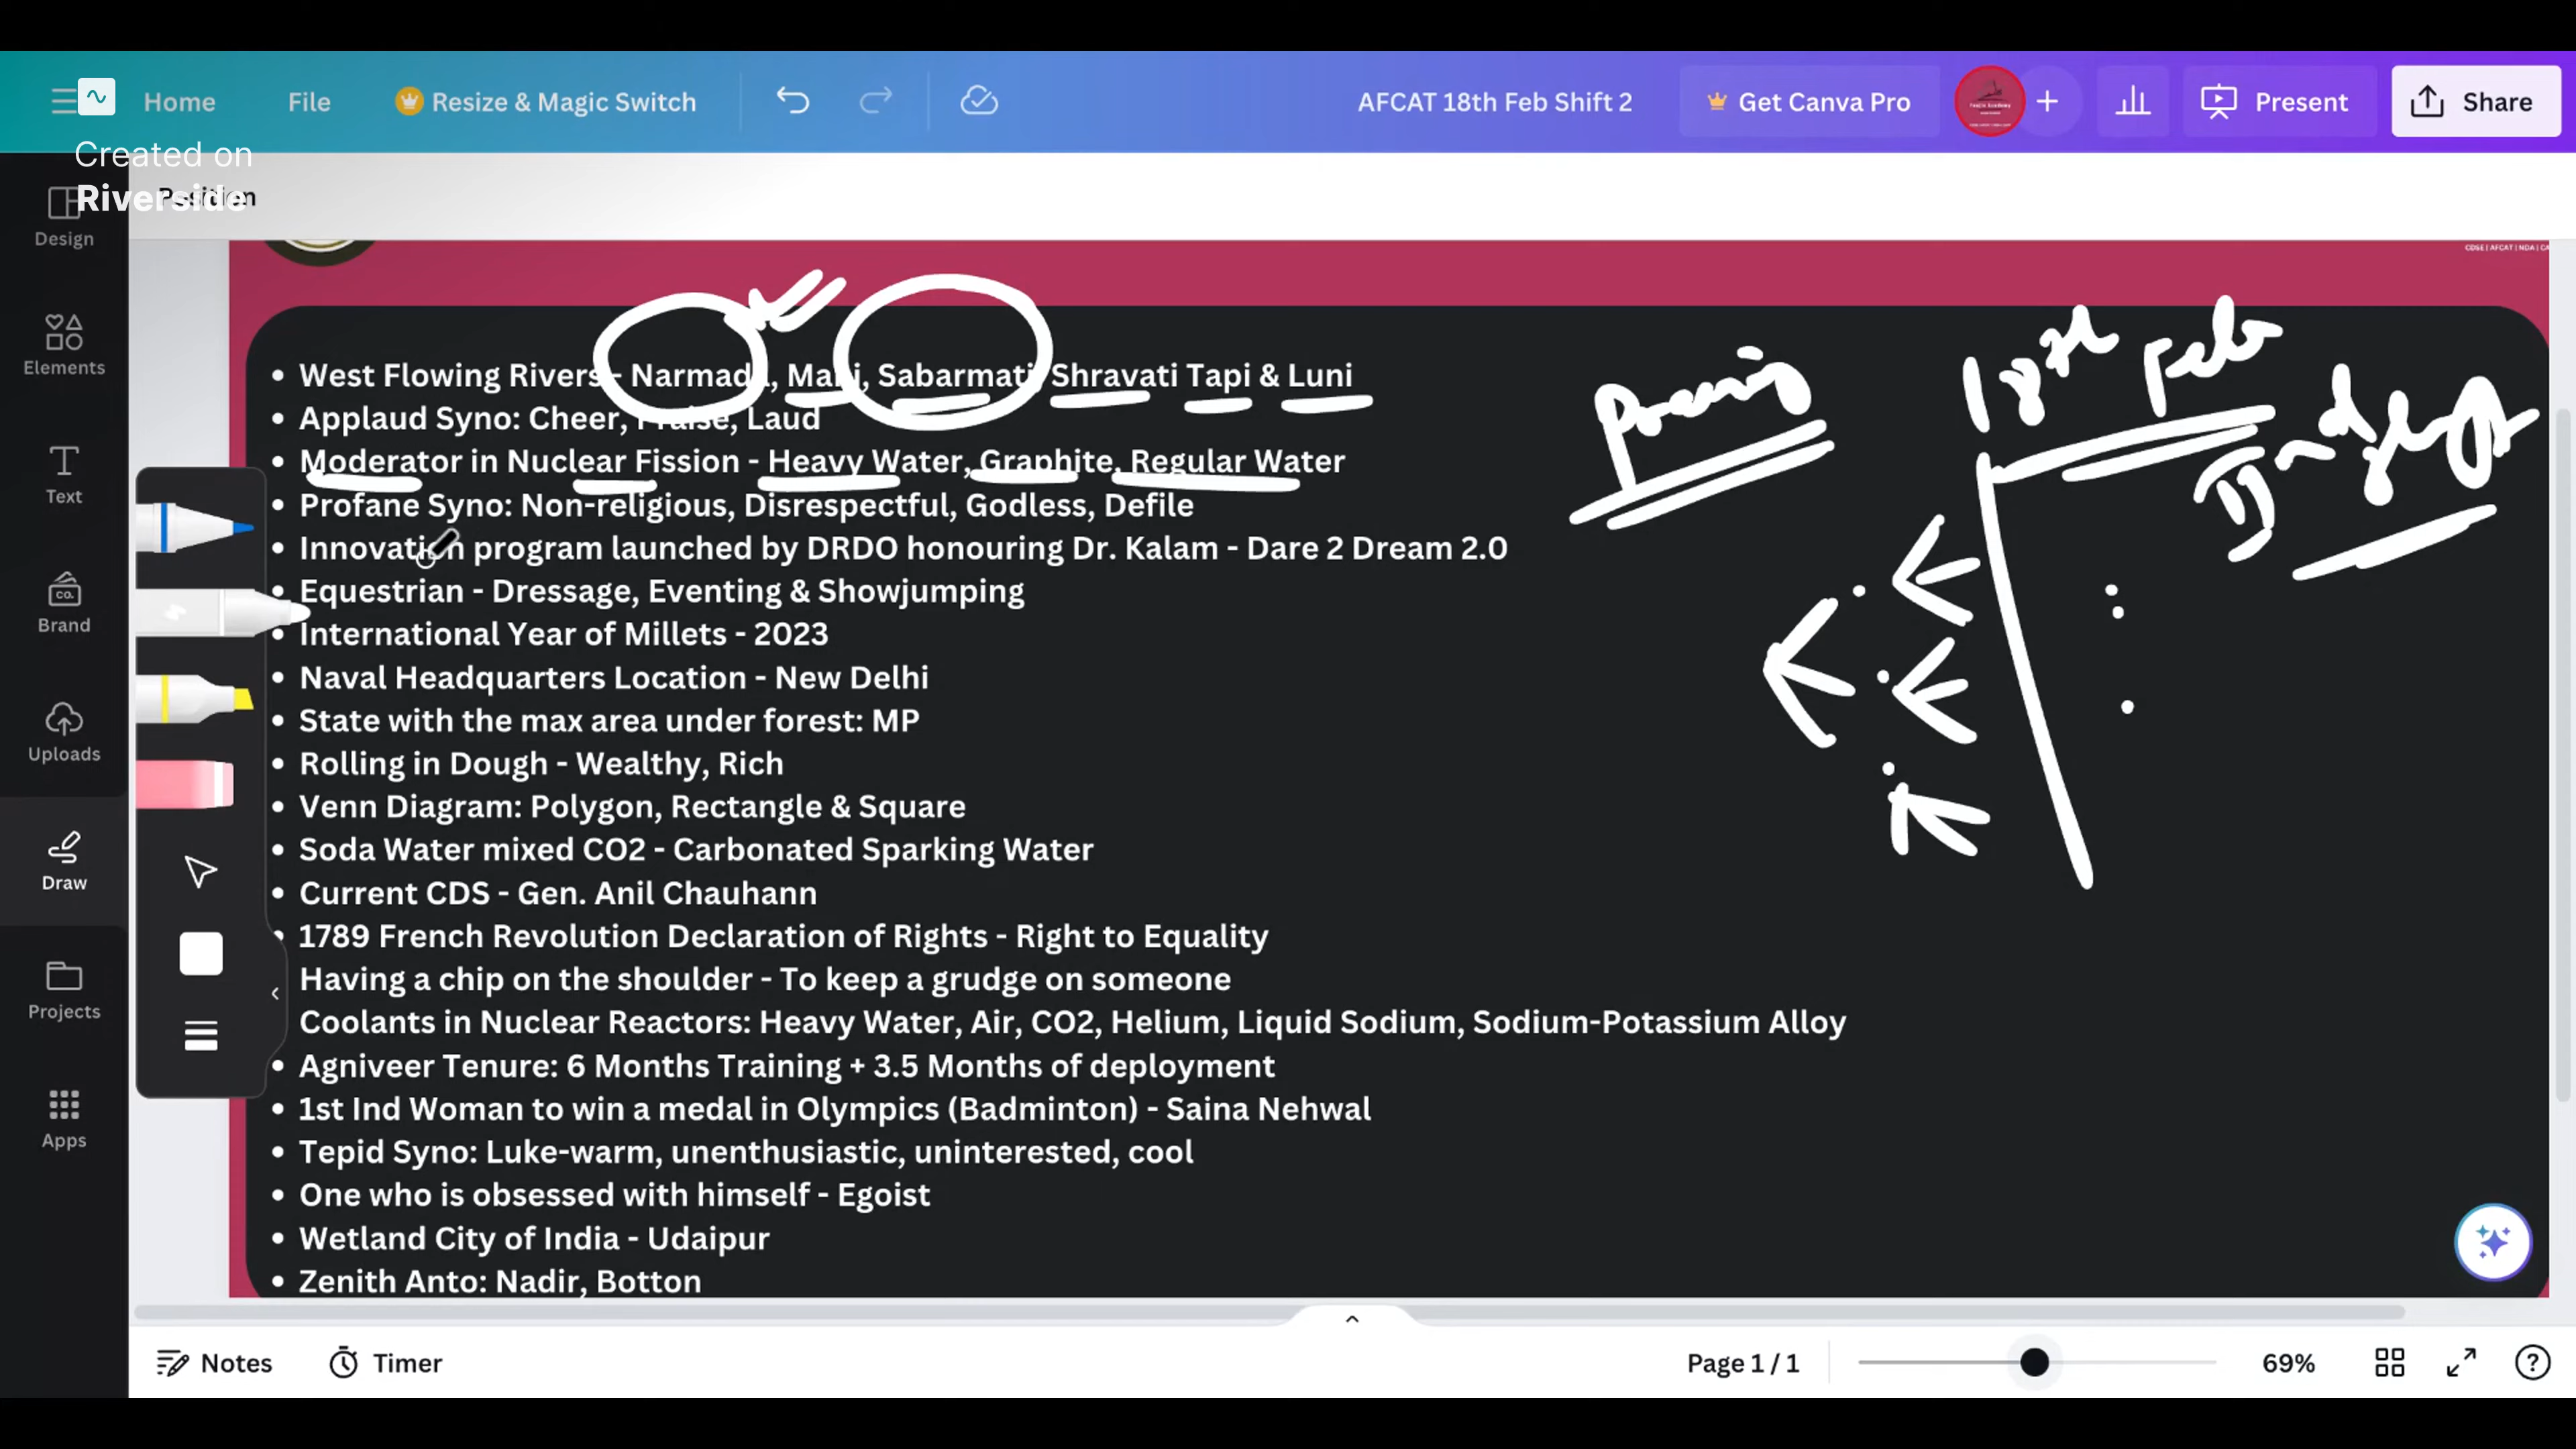 Home File Resize & Magic Switch AFCAT 18th Feb Shift 2 Get Canva Pro Present Share
Created on
Riverside
Position
Design
Elements
Text
Brand
Uploads
Draw
Projects
Apps
CDSE | AFCAT | NDA | CA
West Flowing Rivers - Narmada, Mahi, Sabarmati, Shravati Tapi & Luni
Applaud Syno: Cheer, Praise, Laud
Moderator in Nuclear Fission - Heavy Water, Graphite, Regular Water
Profane Syno: Non-religious, Disrespectful, Godless, Defile
Innovation program launched by DRDO honouring Dr. Kalam - Dare 2 Dream 2.0
Equestrian - Dressage, Eventing & Showjumping
International Year of Millets - 2023
Naval Headquarters Location - New Delhi
State with the max area under forest: MP
Rolling in Dough - Wealthy, Rich
Venn Diagram: Polygon, Rectangle & Square
Soda Water mixed CO2 - Carbonated Sparking Water
Current CDS - Gen. Anil Chauhann
1789 French Revolution Declaration of Rights - Right to Equality
Having a chip on the shoulder - To keep a grudge on someone
Coolants in Nuclear Reactors: Heavy Water, Air, CO2, Helium, Liquid Sodium, Sodium-Potassium Alloy
Agniveer Tenure: 6 Months Training + 3.5 Months of deployment
1st Ind Woman to win a medal in Olympics (Badminton) - Saina Nehwal
Tepid Syno: Luke-warm, unenthusiastic, uninterested, cool
One who is obsessed with himself - Egoist
Wetland City of India - Udaipur
Zenith Anto: Nadir, Botton
18th Feb
Notes Timer Page 1 / 1 69%